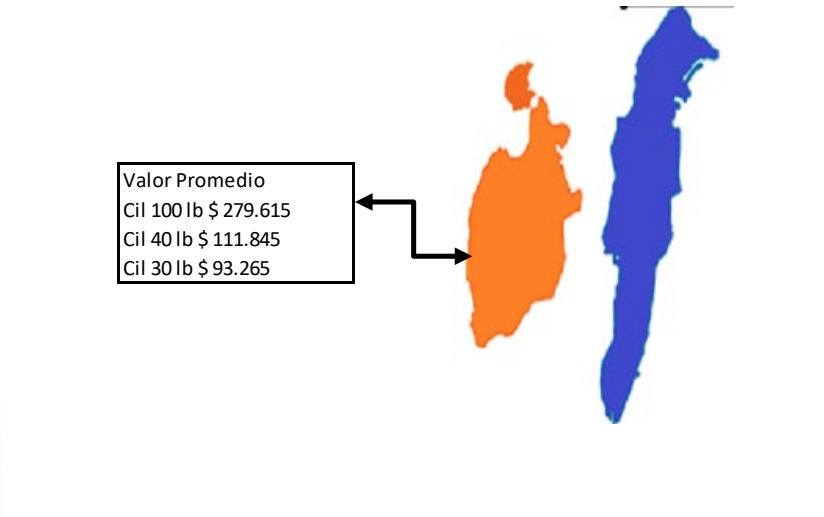 Valor Promedio
Cil 100 lb $ 279.615
Cil 40 lb $ 111.845
Cil 30 lb $ 93.265